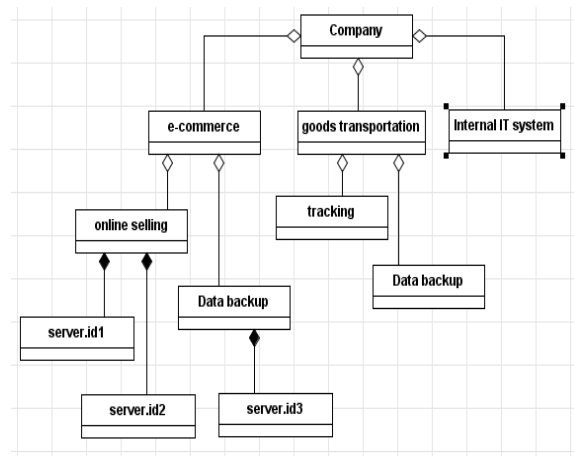 Company
e-commerce
goods transportation
Internal IT system
online selling
tracking
Data backup
Data backup
server.id1
server.id2
server.id3